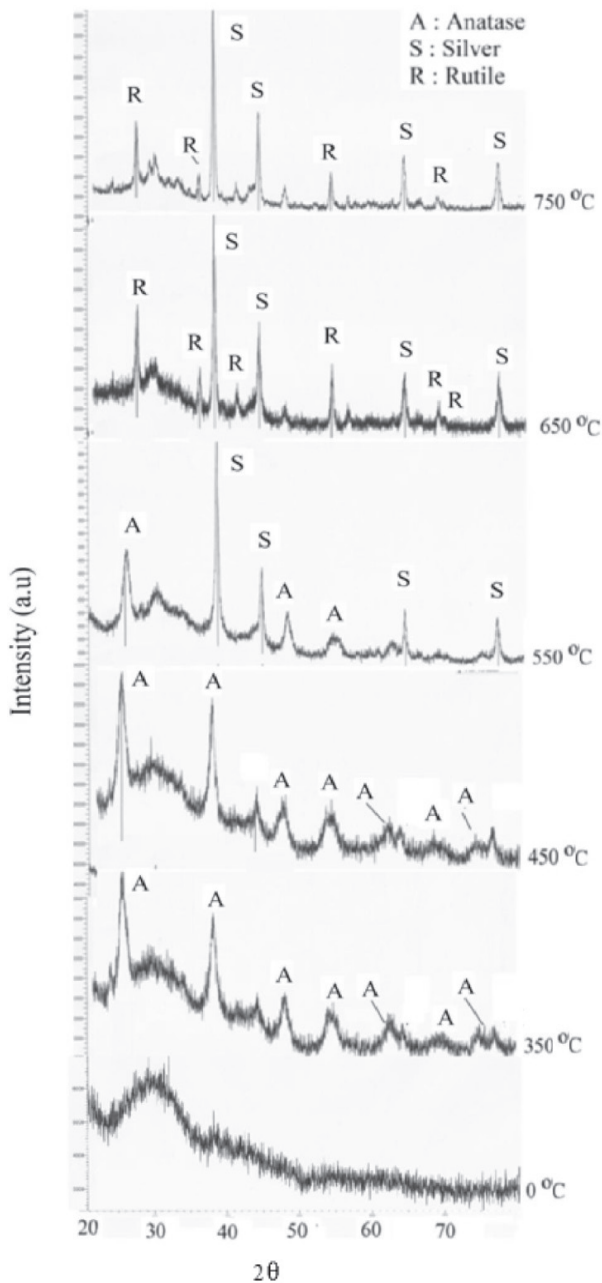 A : Anatase
S : Silver
R : Rutile
S
R
S
R
R
S
R
S
750 °C
S
R
S
R
R
R
S
R
R
S
650 °C
A
S
S
A
A
S
S
550 °C
Intensity (a.u)
A
A
A
A
A
A
A
450 °C
A
A
A
A
A
A
A
350 °C
0 °C
20 30 40 50 60 70
2θ